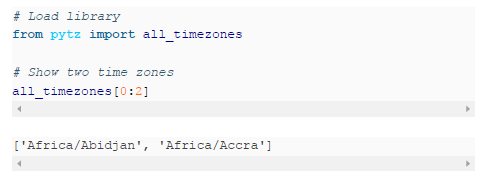 # Load library
from pytz import all_timezones
# Show two time zones
all_timezones[0:2]
['Africa/Abidjan', 'Africa/Accra']